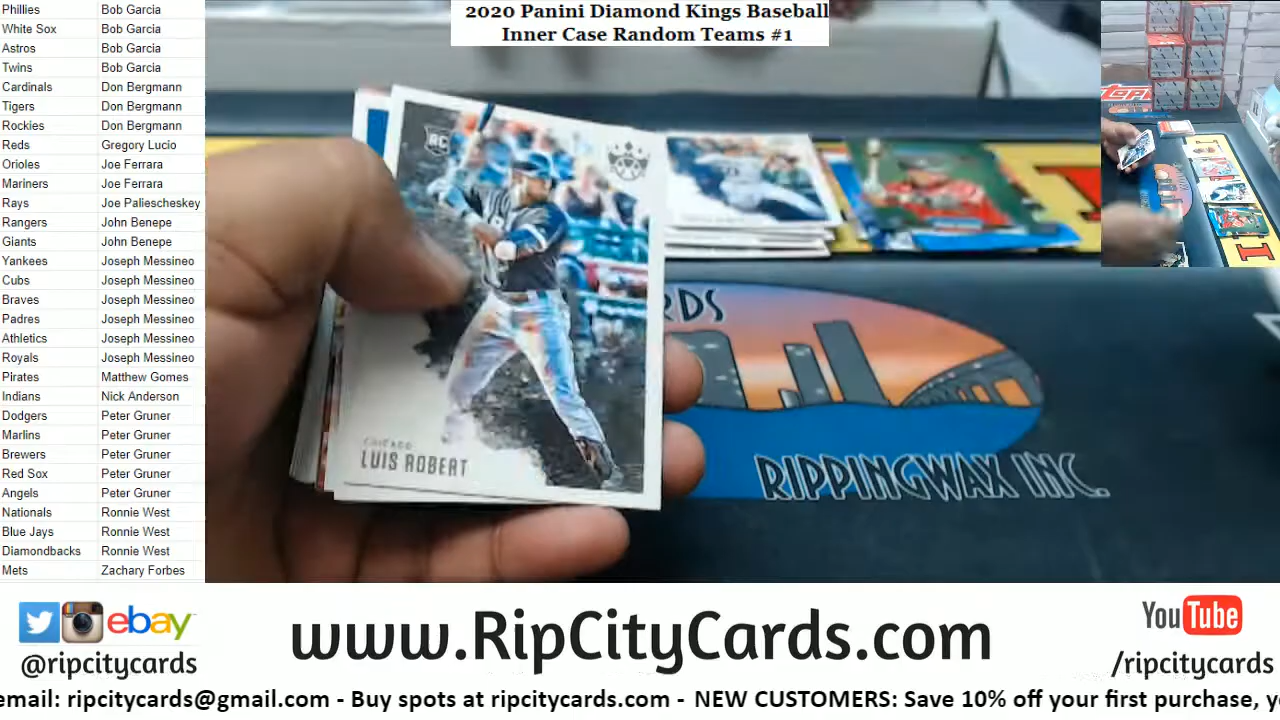 2020 Panini Diamond Kings Baseball
Inner Case Random Teams #1
Phillies Bob Garcia
White Sox Bob Garcia
Astros Bob Garcia
Twins Bob Garcia
Cardinals Don Bergmann
Tigers Don Bergmann
Rockies Don Bergmann
Reds Gregory Lucio
Orioles Joe Ferrara
Mariners Joe Ferrara
Rays Joe Paliescheskey
Rangers John Benepe
Giants John Benepe
Yankees Joseph Messineo
Cubs Joseph Messineo
Braves Joseph Messineo
Padres Joseph Messineo
Athletics Joseph Messineo
Royals Joseph Messineo
Pirates Matthew Gomes
Indians Nick Anderson
Dodgers Peter Gruner
Marlins Peter Gruner
Brewers Peter Gruner
Red Sox Peter Gruner
Angels Peter Gruner
Nationals Ronnie West
Blue Jays Ronnie West
Diamondbacks Ronnie West
Mets Zachary Forbes
RC
CHICAGO
LUIS ROBERT
RDS
RIPPINGWAX INC.
ebay
@ripcitycards
www.RipCityCards.com
YouTube
/ripcitycards
email: ripcitycards@gmail.com - Buy spots at ripcitycards.com - NEW CUSTOMERS: Save 10% off your first purchase,